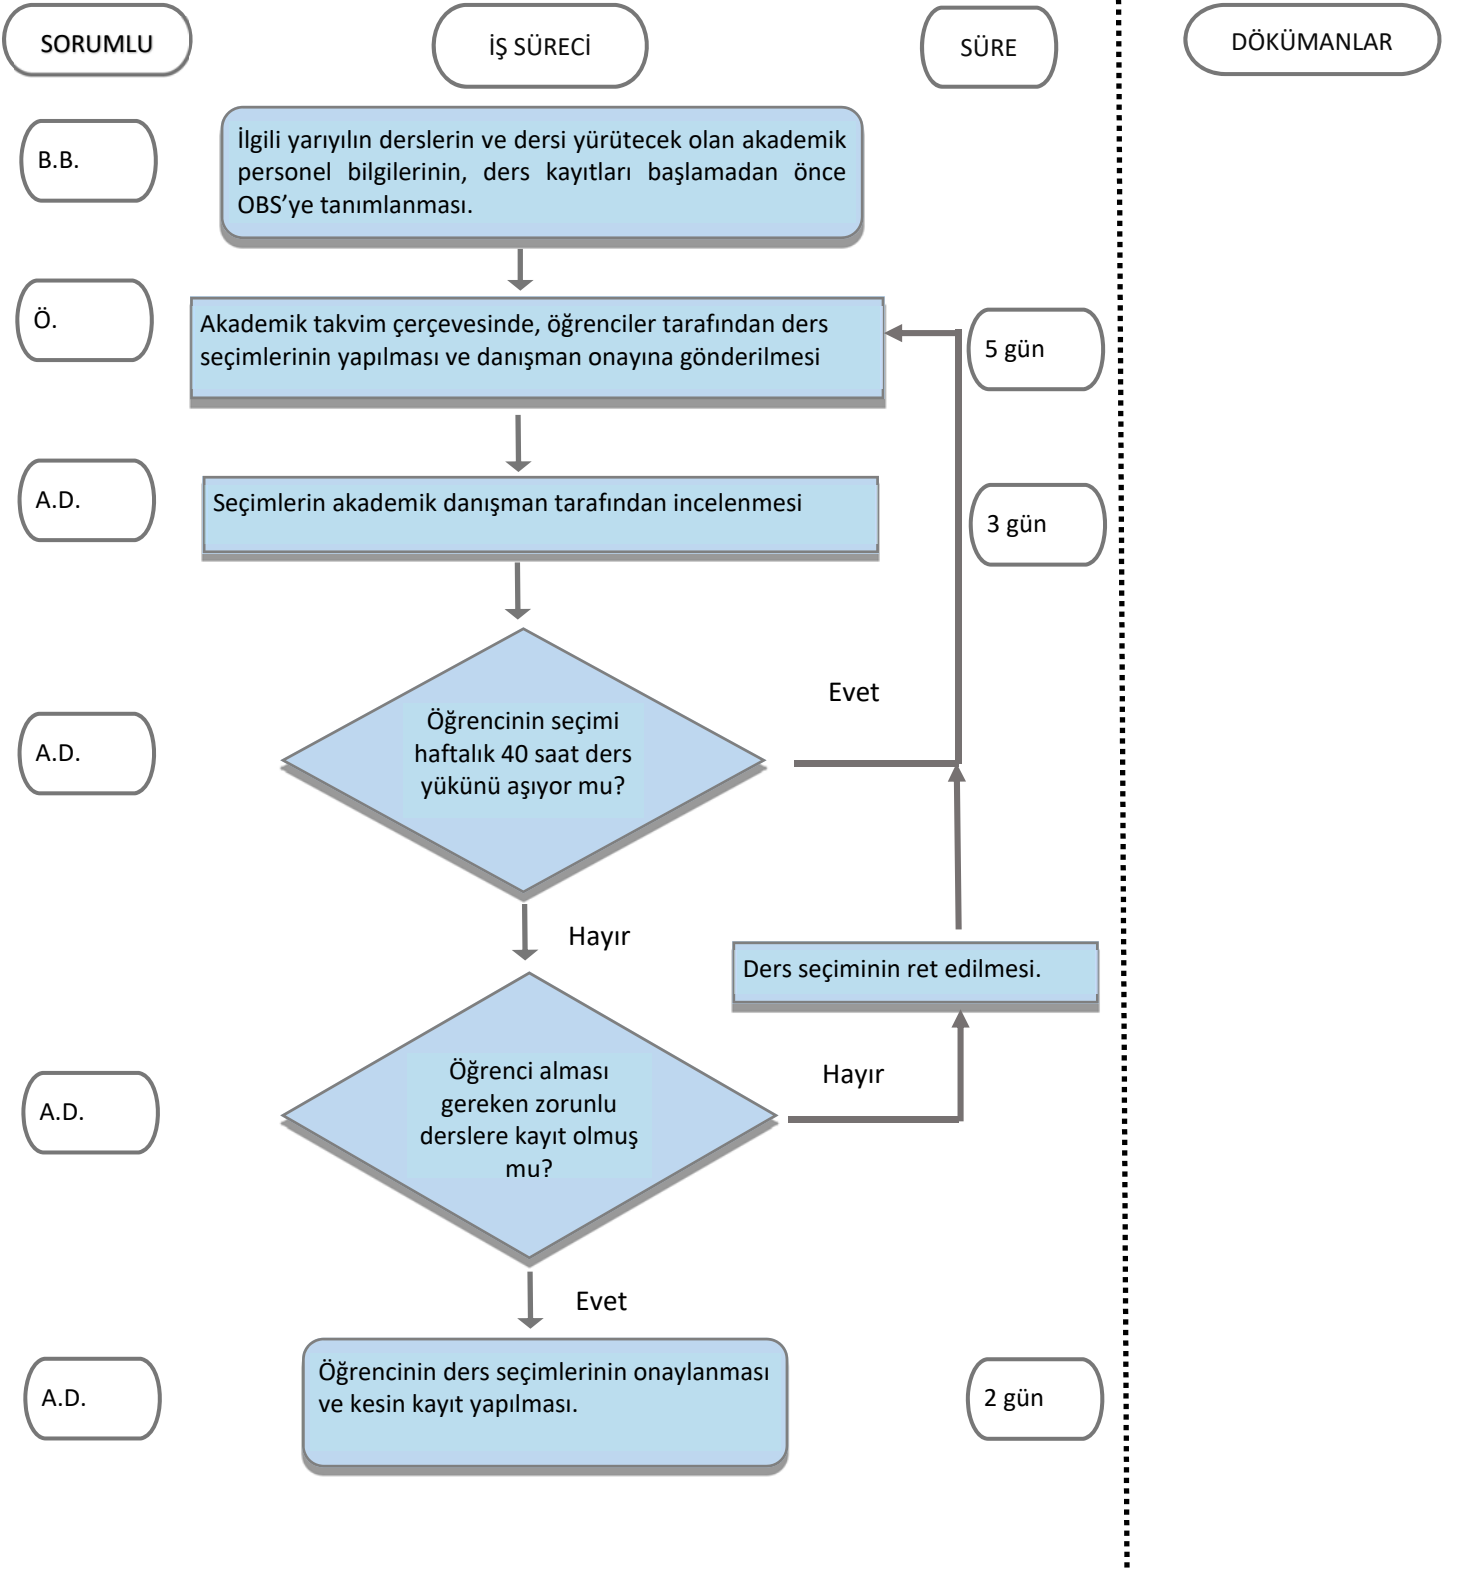 SORUMLU
İŞ SÜRECİ
SÜRE
DÖKÜMANLAR
B.B.
İlgili yarıyılın derslerin ve dersi yürütecek olan akademik
personel bilgilerinin, ders kayıtları başlamadan önce
OBS’ye tanımlanması.
Ö.
Akademik takvim çerçevesinde, öğrenciler tarafından ders
seçimlerinin yapılması ve danışman onayına gönderilmesi
5 gün
A.D.
Seçimlerin akademik danışman tarafından incelenmesi
3 gün
A.D.
Öğrencinin seçimi
haftalık 40 saat ders
yükünü aşıyor mu?
Evet
Hayır
Ders seçiminin ret edilmesi.
A.D.
Öğrenci alması
gereken zorunlu
derslere kayıt olmuş
mu?
Hayır
Evet
A.D.
Öğrencinin ders seçimlerinin onaylanması
ve kesin kayıt yapılması.
2 gün